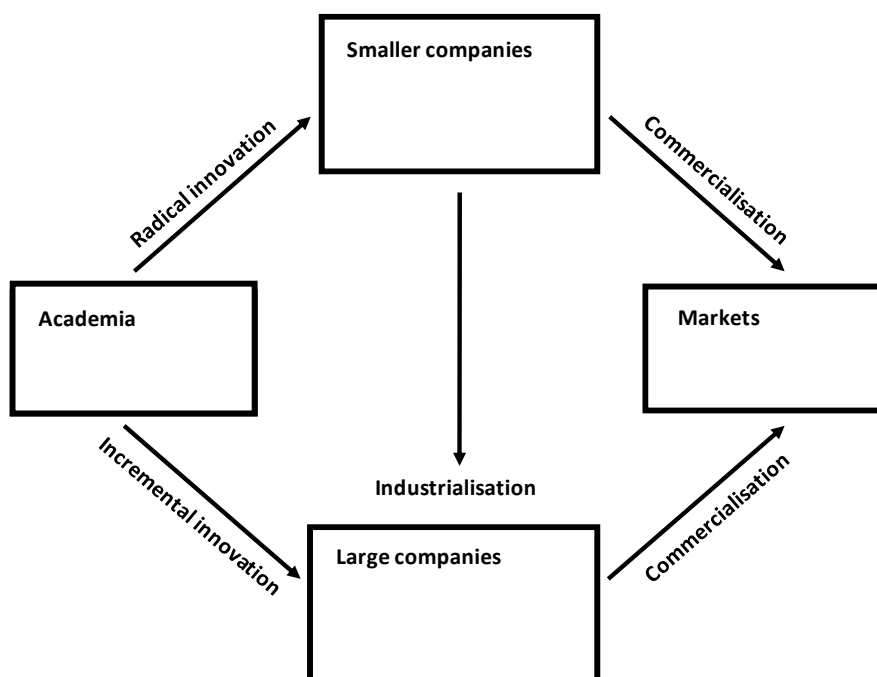 Smaller companies
Radical innovation
Commercialisation
Academia
Markets
Incremental innovation
Industrialisation
Commercialisation
Large companies